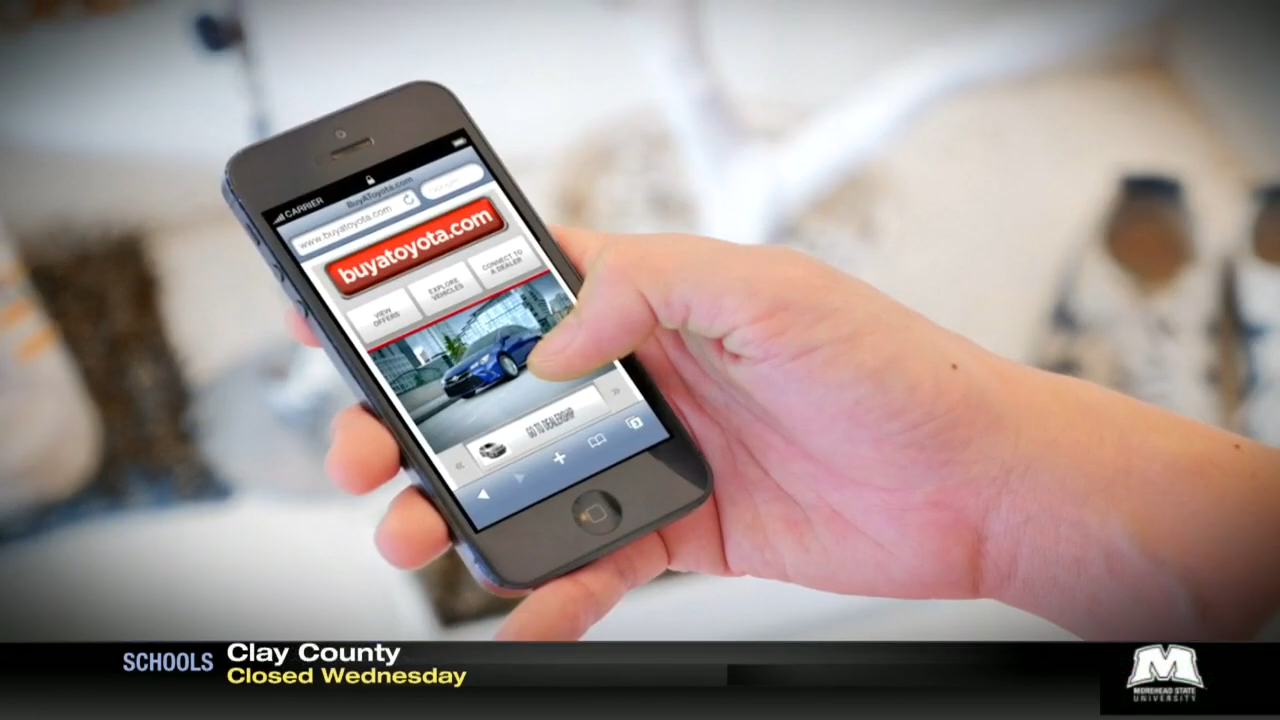 CARRIER
BuyAToyota.com
www.buyatoyota.com
Google
buyatoyota.com
VIEW
OFFERS
EXPLORE
VEHICLES
CONNECT TO
A DEALER
GO TO DEALERSHIP
SCHOOLS
Clay County
Closed Wednesday
M
MOREHEAD STATE
UNIVERSITY